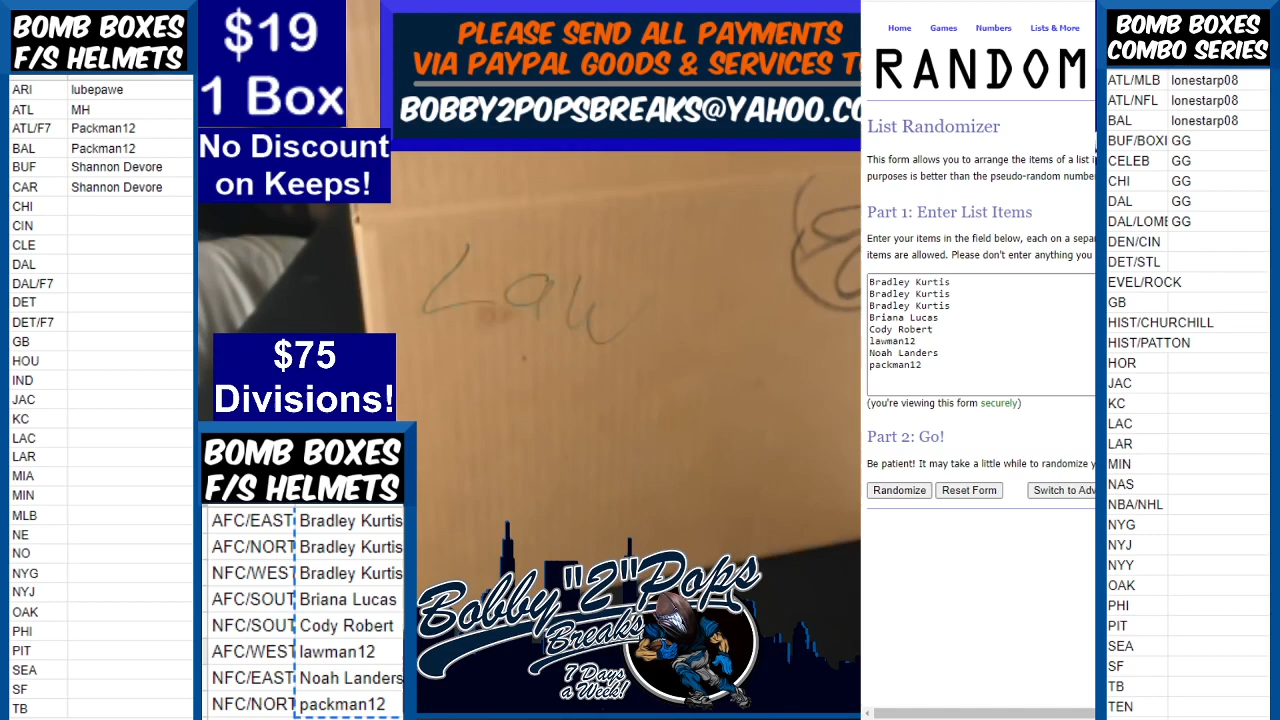 BOMB BOXES
F/S HELMETS
ARI lubepawe
ATL MH
ATL/F7 Packman12
BAL Packman12
BUF Shannon Devore
CAR Shannon Devore
CHI
CIN
CLE
DAL
DAL/F7
DET
DET/F7
GB
HOU
IND
JAC
KC
LAC
LAR
MIA
MIN
MLB
NE
NO
NYG
NYJ
OAK
PHI
PIT
SEA
SF
TB
$19
1 Box
No Discount
on Keeps!
$75
Divisions!
BOMB BOXES
F/S HELMETS
AFC/EAST Bradley Kurtis
AFC/NORT Bradley Kurtis
NFC/WEST Bradley Kurtis
AFC/SOUT Briana Lucas
NFC/SOUT Cody Robert
AFC/WEST lawman12
NFC/EAST Noah Landers
NFC/NORT packman12
PLEASE SEND ALL PAYMENTS
VIA PAYPAL GOODS & SERVICES T
BOBBY2POPSBREAKS@YAHOO.CO
Law
Bobby "2" Pops
Breaks
7 Days
a Week!
Home Games Numbers Lists & More
RANDOM
List Randomizer
This form allows you to arrange the items of a list i
purposes is better than the pseudo-random numbe
Part 1: Enter List Items
Enter your items in the field below, each on a sepa
items are allowed. Please don't enter anything you
Bradley Kurtis
Bradley Kurtis
Bradley Kurtis
Briana Lucas
Cody Robert
lawman12
Noah Landers
packman12
(you're viewing this form securely)
Part 2: Go!
Be patient! It may take a little while to randomize y
Randomize Reset Form Switch to Adv
BOMB BOXES
COMBO SERIES
ATL/MLB lonestarp08
ATL/NFL lonestarp08
BAL lonestarp08
BUF/BOXI GG
CELEB GG
CHI GG
DAL GG
DAL/LOME GG
DEN/CIN
DET/STL
EVEL/ROCK
GB
HIST/CHURCHILL
HIST/PATTON
HOR
JAC
KC
LAC
LAR
MIN
NAS
NBA/NHL
NYG
NYJ
NYY
OAK
PHI
PIT
SEA
SF
TB
TEN